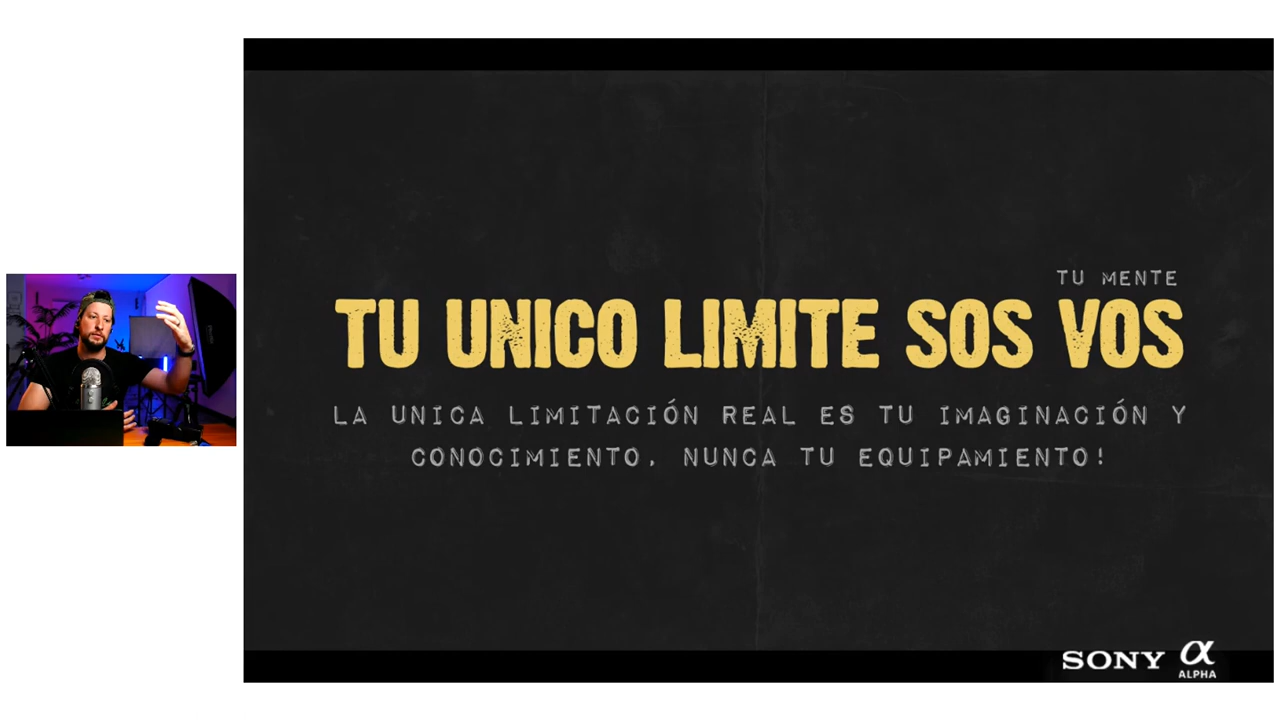 TU MENTE
TU UNICO LIMITE SOS VOS
LA UNICA LIMITACIÓN REAL ES TU IMAGINACIÓN Y
CONOCIMIENTO. NUNCA TU EQUIPAMIENTO!
SONY α
ALPHA